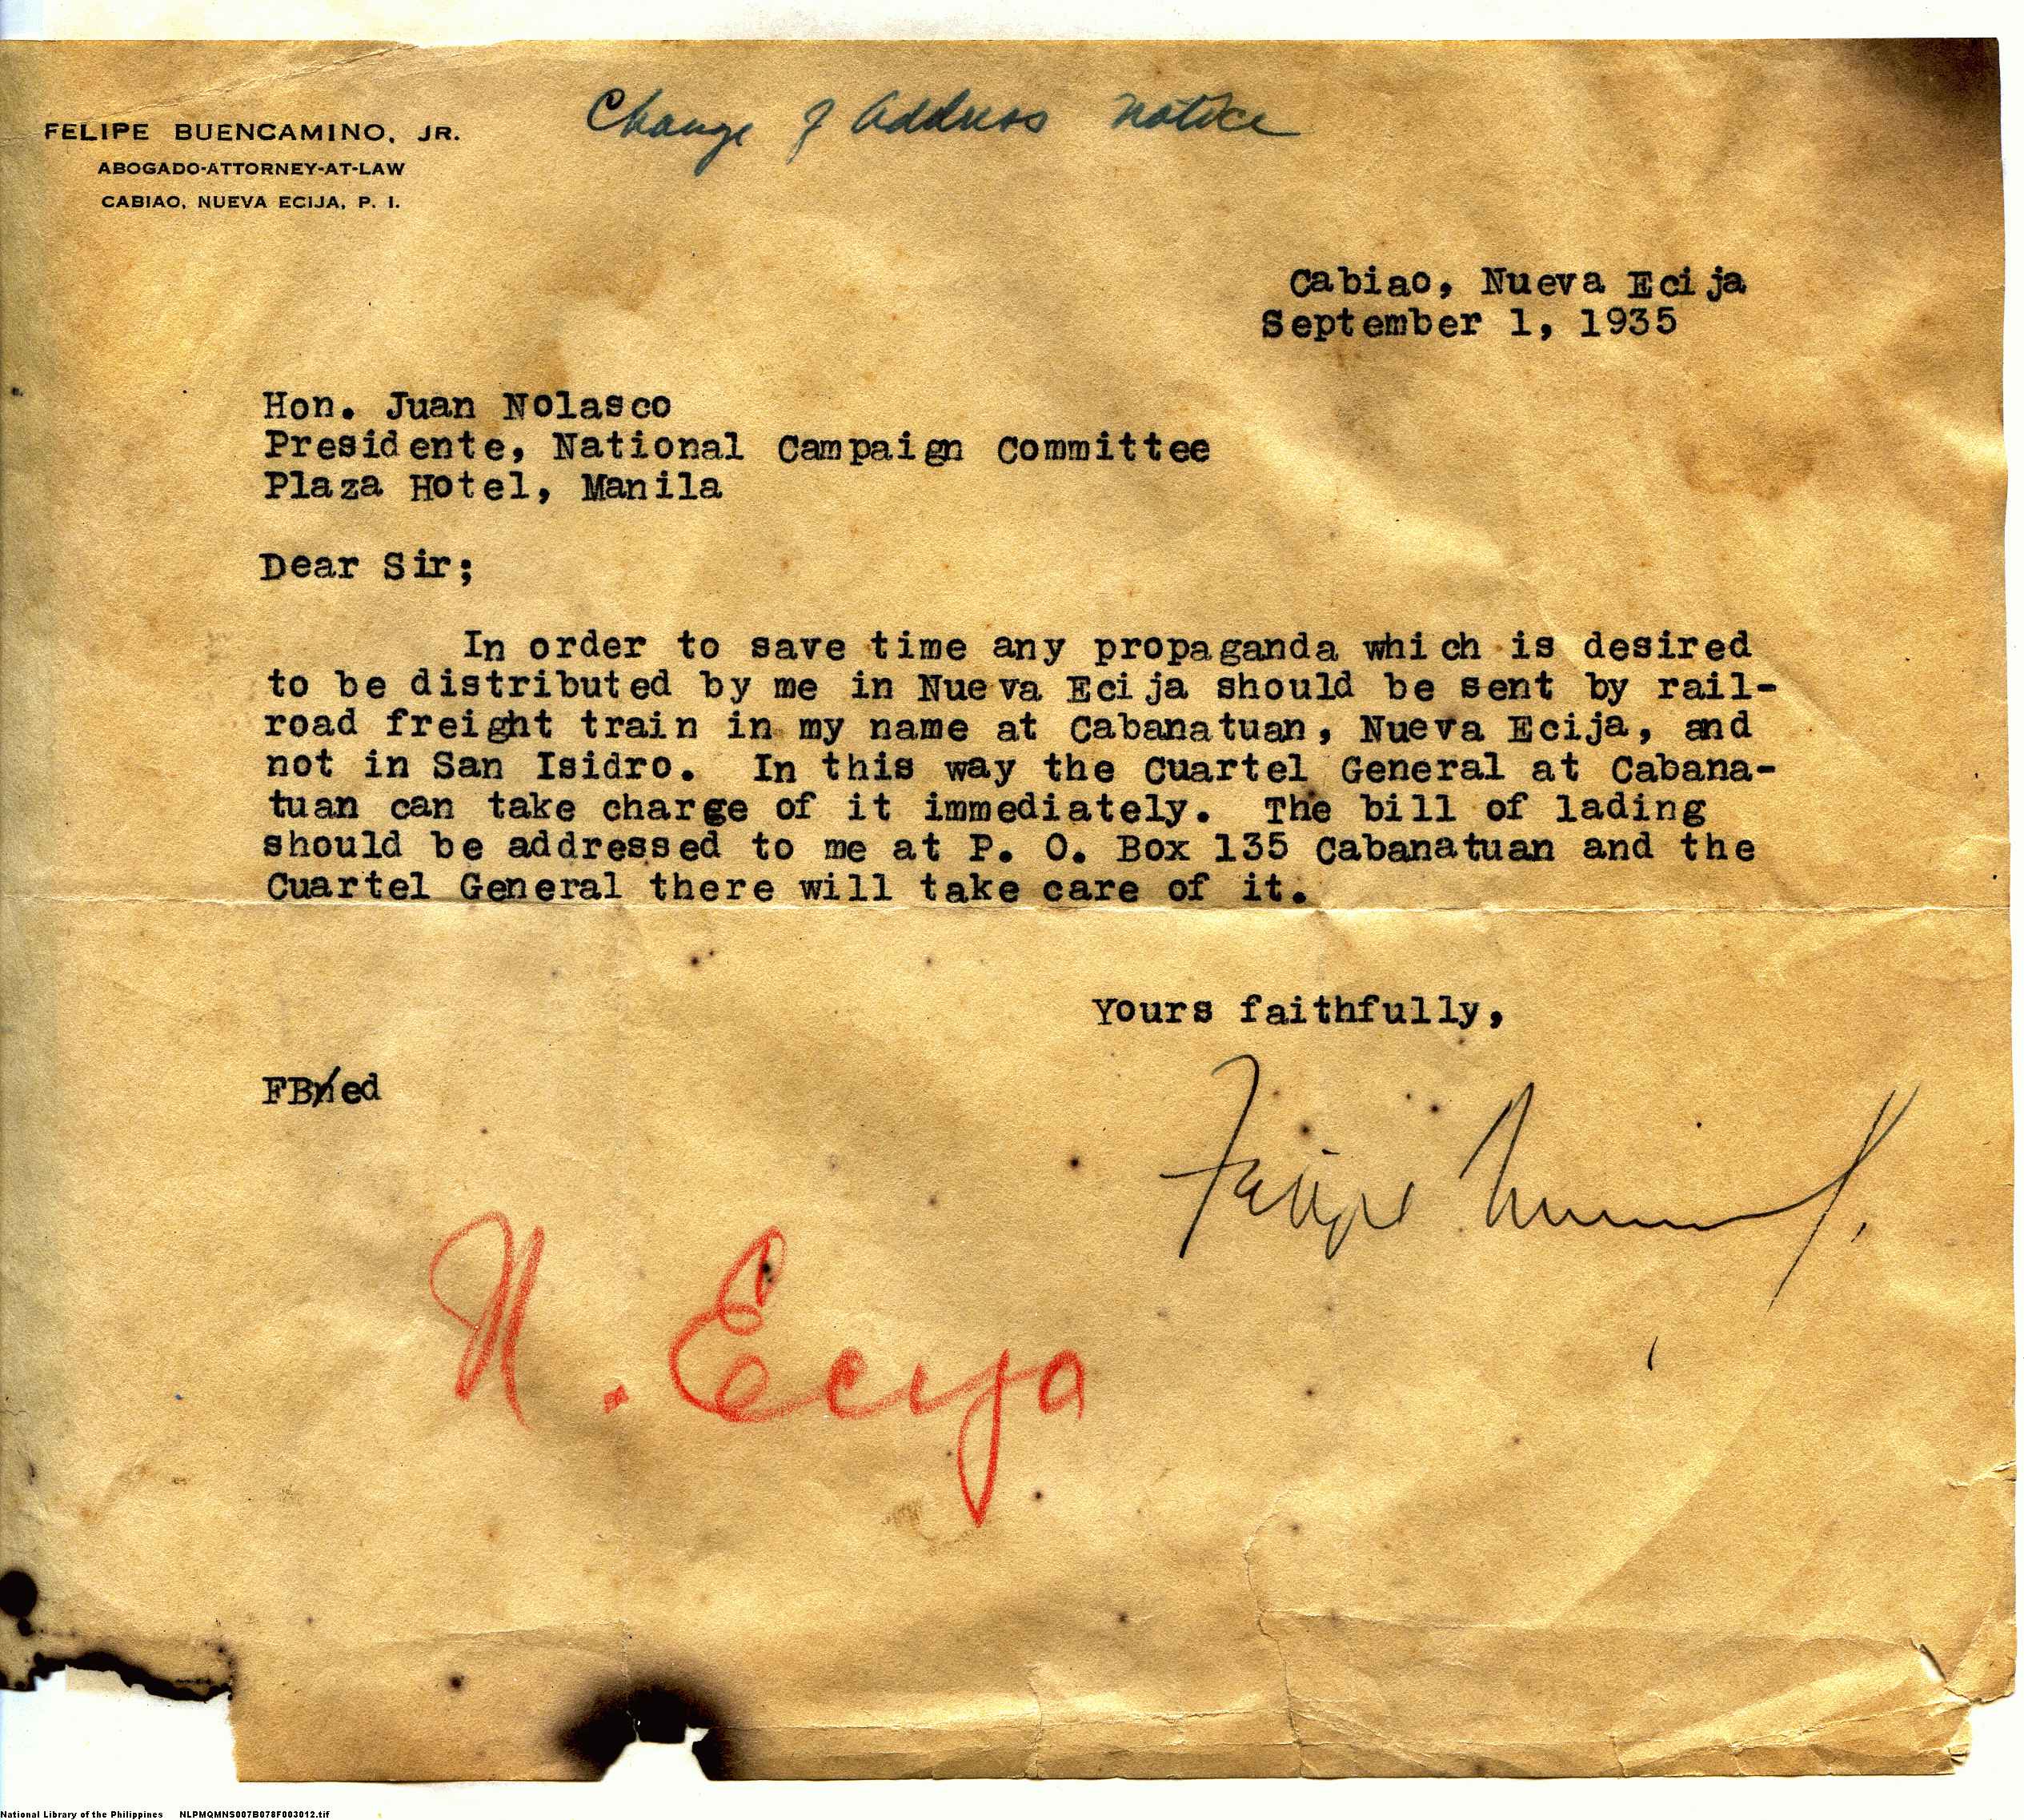 Change of Address notice
FELIPE BUENCAMINO, JR.
ABOGADO-ATTORNEY-AT-LAW
CABIAO, NUEVA ECIJA, P. I.
Cabiao, Nueva Ecija
September 1, 1935
Hon. Juan Nolasco
Presidente, National Campaign Committee
Plaza Hotel, Manila
Dear Sir;
In order to save time any propaganda which is desired
to be distributed by me in Nueva Ecija should be sent by rail-
road freight train in my name at Cabanatuan, Nueva Ecija, and
not in San Isidro. In this way the Cuartel General at Cabana-
tuan can take charge of it immediately. The bill of lading
should be addressed to me at P. O. Box 135 Cabanatuan and the
Cuartel General there will take care of it.
Yours faithfully,
FB/ed
Felipe
N. Ecija
National Library of the Philippines NLPMQMNS007B078F003012.tif